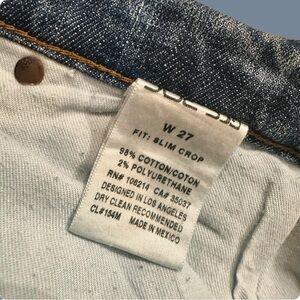 W 27
FIT: SLIM CROP
98% COTTON/COTON
2% POLYURETHANE
RN# 106214 CA# 35037
DESIGNED IN LOS ANGELES
DRY CLEAN RECOMMENDED
CL#154M MADE IN MEXICO